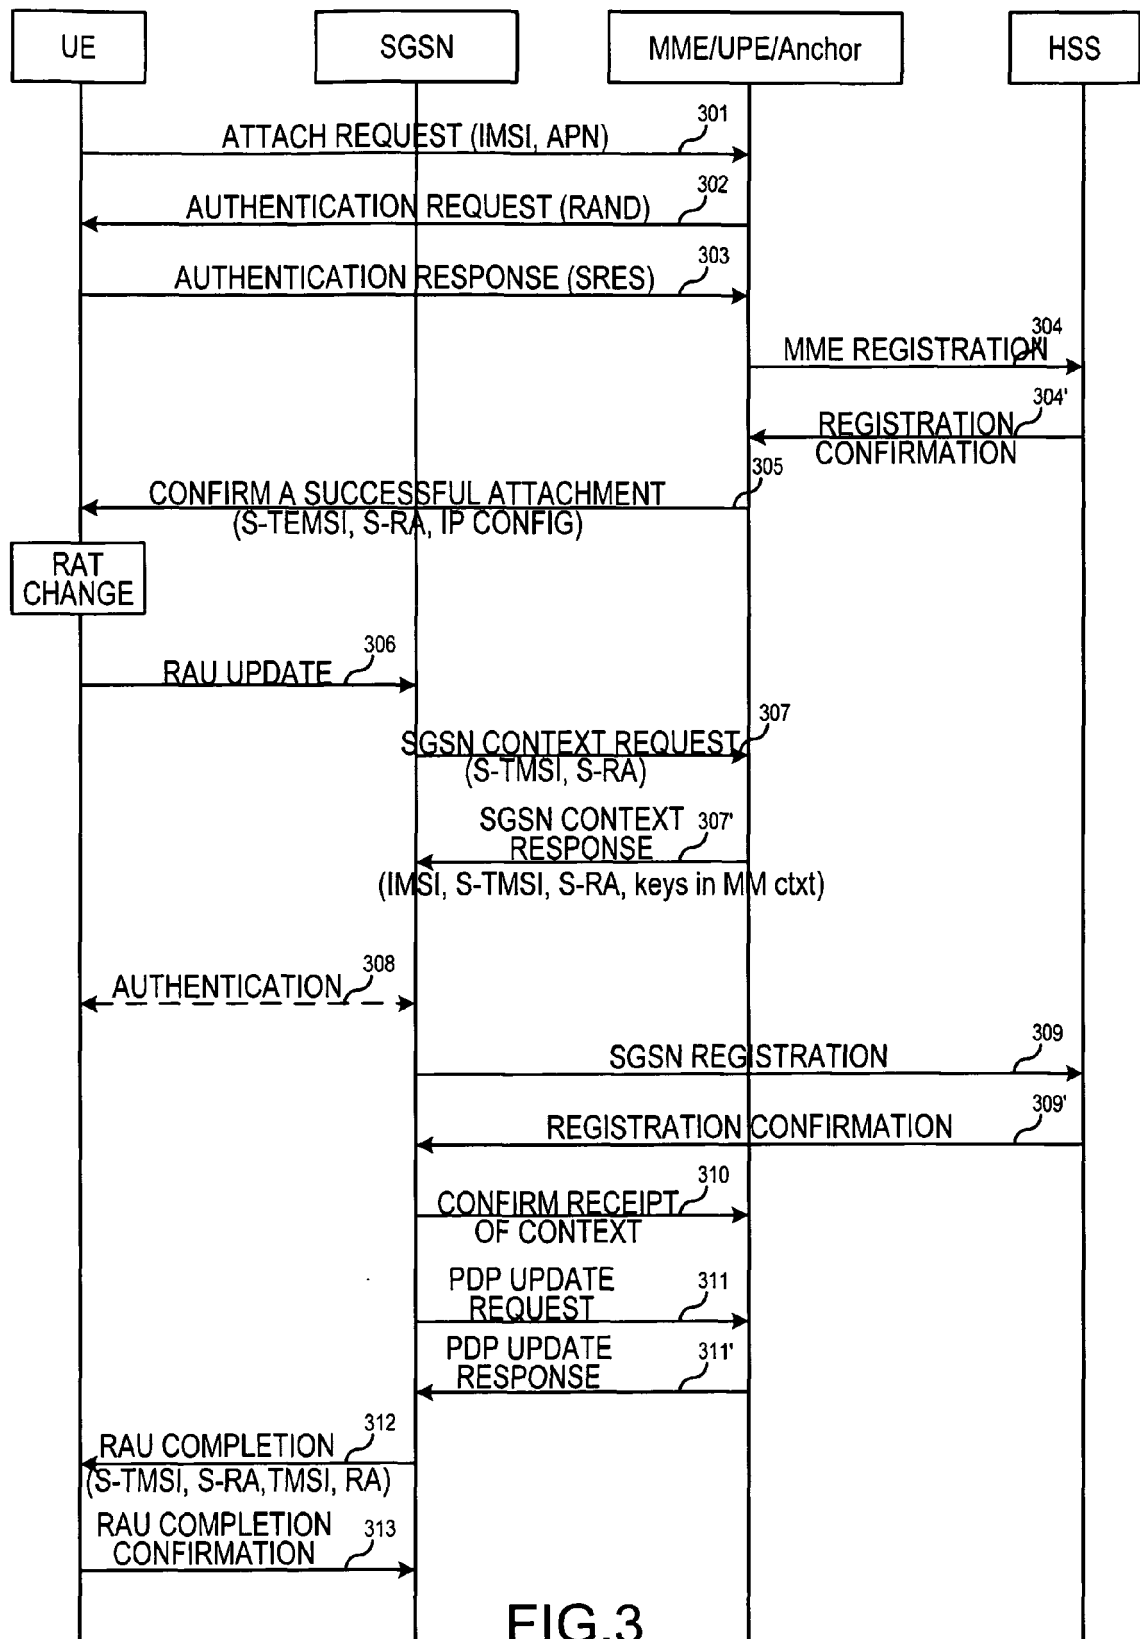 UE
SGSN
MME/UPE/Anchor
HSS
301
ATTACH REQUEST (IMSI, APN)
302
AUTHENTICATION REQUEST (RAND)
303
AUTHENTICATION RESPONSE (SRES)
304
MME REGISTRATION
304'
REGISTRATION
CONFIRMATION
305
CONFIRM A SUCCESSFUL ATTACHMENT
(S-TEMSI, S-RA, IP CONFIG)
RAT
CHANGE
306
RAU UPDATE
307
SGSN CONTEXT REQUEST
(S-TMSI, S-RA)
SGSN CONTEXT
307'
RESPONSE
(IMSI, S-TMSI, S-RA, keys in MM ctxt)
308
AUTHENTICATION
309
SGSN REGISTRATION
309'
REGISTRATION CONFIRMATION
310
CONFIRM RECEIPT
OF CONTEXT
PDP UPDATE
311
REQUEST
PDP UPDATE
311'
RESPONSE
312
RAU COMPLETION
(S-TMSI, S-RA,TMSI, RA)
RAU COMPLETION
313
CONFIRMATION
FIG.3